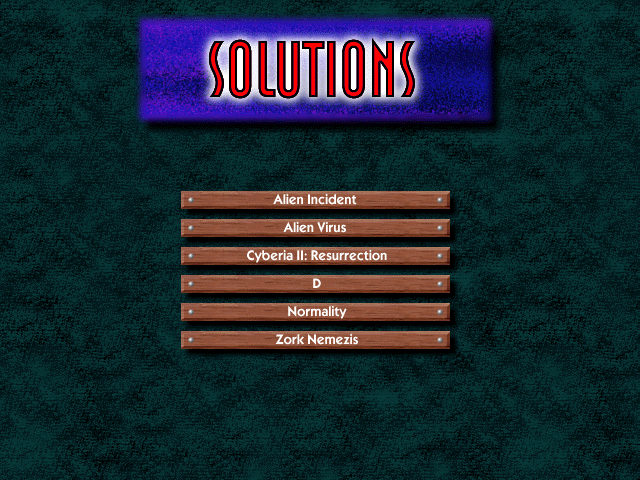 SOLUTIONS
Alien Incident
Alien Virus
Cyberia II: Resurrection
D
Normality
Zork Nemezis